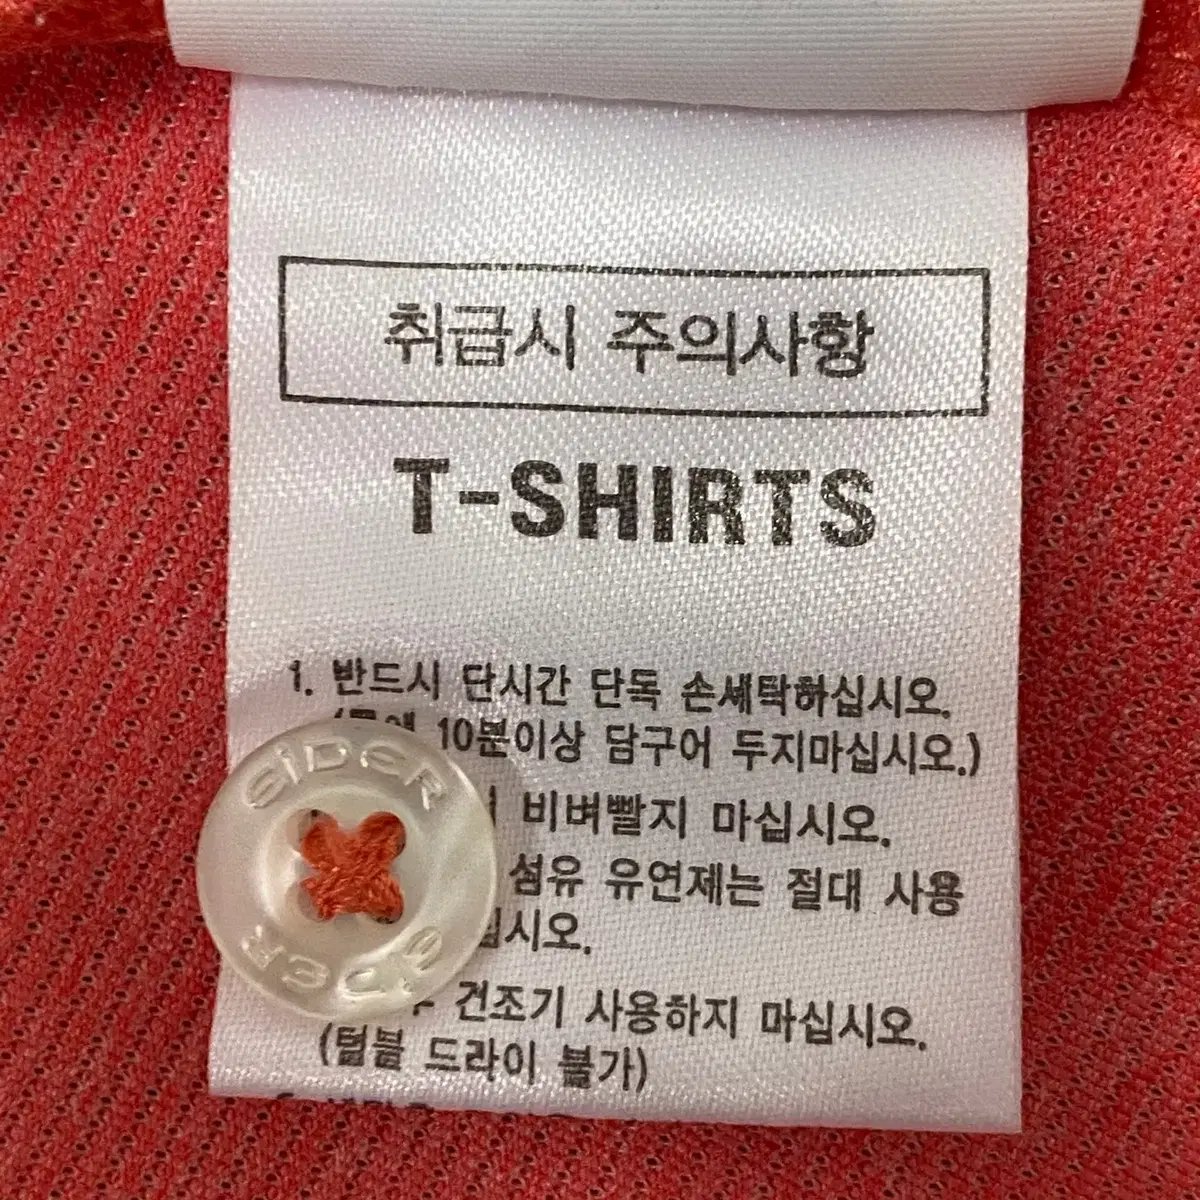 취급시 주의사항
T-SHIRTS
1. 반드시 단시간 단독 손세탁하십시오.
10분이상 담구어 두지마십시오.)
비벼빨지 마십시오.
섬유 유연제는 절대 사용
십시오.
건조기 사용하지 마십시오.
(텀블 드라이 불가)
EIDER
EIDER